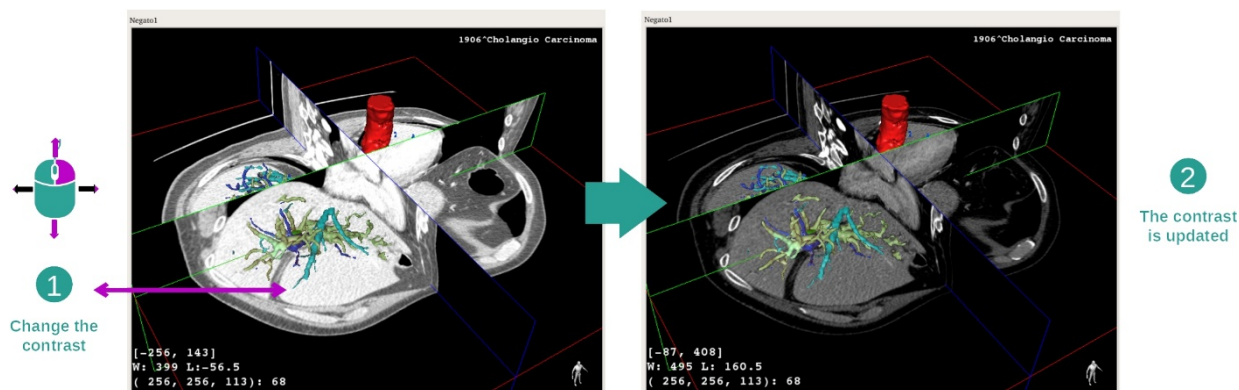 Negato1
1906^Cholangio Carcinoma
1
Change the
contrast
[-256, 143]
W: 399 L:-56.5
( 256, 256, 113): 68
Negato1
1906^Cholangio Carcinoma
[-87, 408]
W: 495 L: 160.5
( 256, 256, 113): 68
2
The contrast
is updated